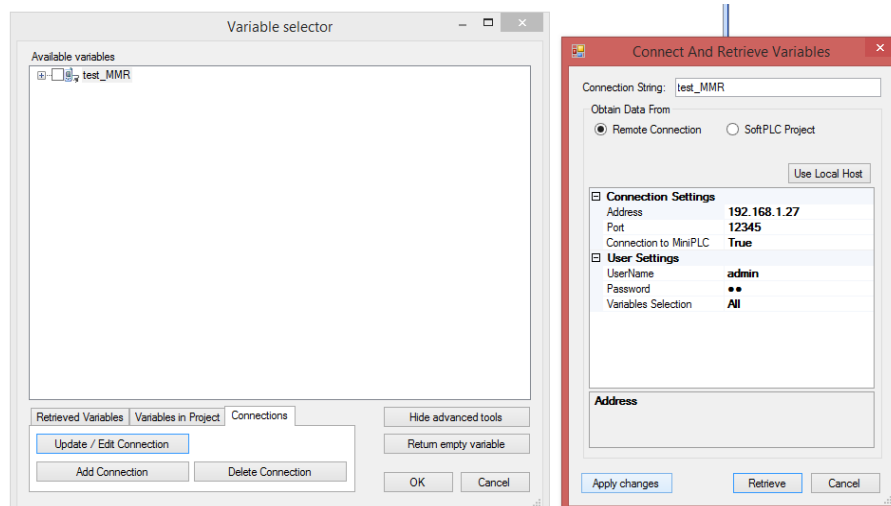 Variable selector
Available variables
test_MMR
Retrieved Variables
Variables in Project
Connections
Update / Edit Connection
Add Connection
Delete Connection
Hide advanced tools
Return empty variable
OK
Cancel
Connect And Retrieve Variables
Connection String: test_MMR
Obtain Data From
Remote Connection
SoftPLC Project
Use Local Host
Connection Settings
Address 192.168.1.27
Port 12345
Connection to MiniPLC True
User Settings
UserName admin
Password ●●
Variables Selection All
Address
Apply changes
Retrieve
Cancel